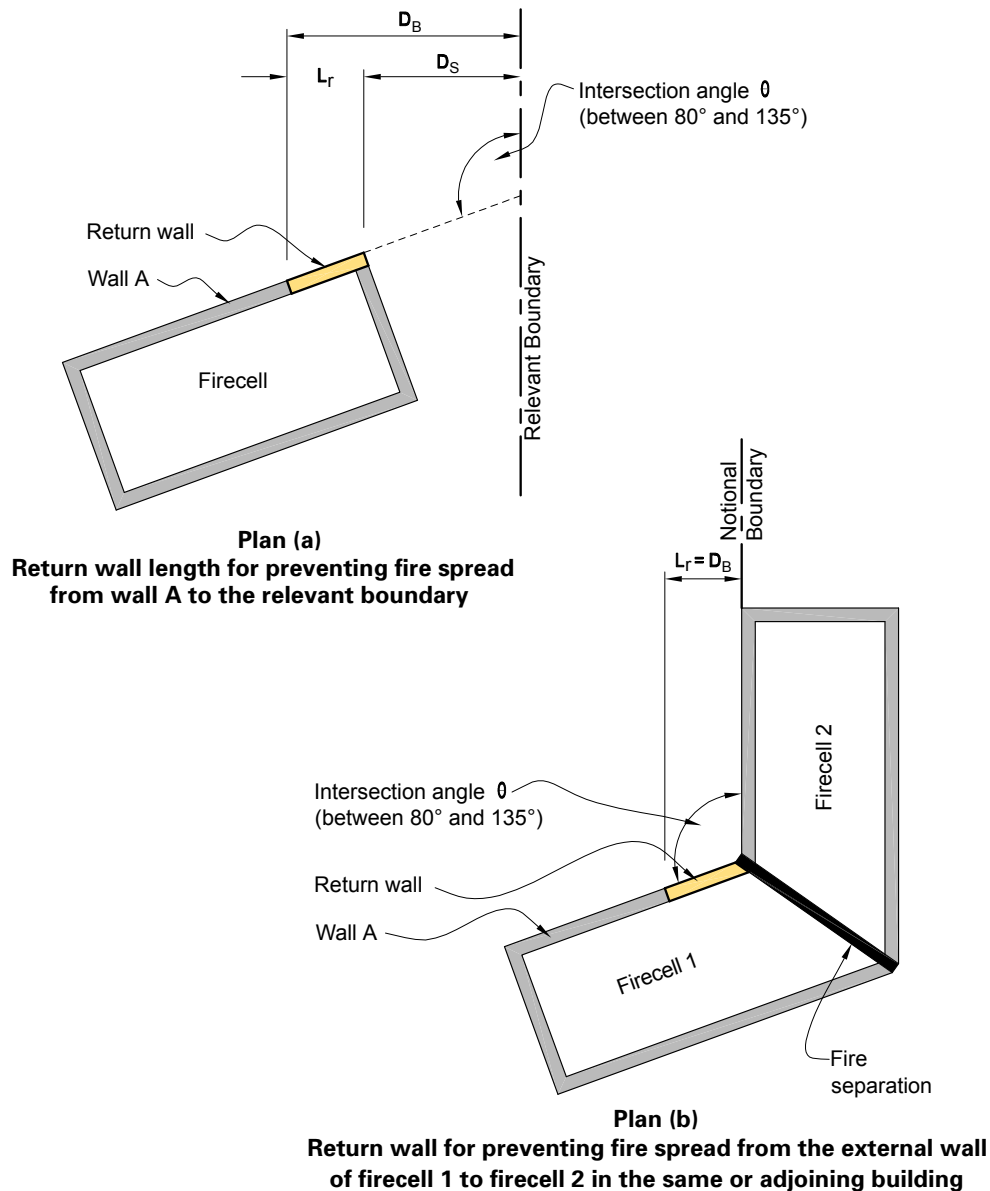 D_B
L_r
D_S
Intersection angle θ
(between 80° and 135°)
Return wall
Wall A
Firecell
Relevant Boundary
Plan (a)
Return wall length for preventing fire spread
from wall A to the relevant boundary
Notional
Boundary
L_r = D_B
Firecell 2
Intersection angle θ
(between 80° and 135°)
Return wall
Wall A
Firecell 1
Fire
separation
Plan (b)
Return wall for preventing fire spread from the external wall
of firecell 1 to firecell 2 in the same or adjoining building